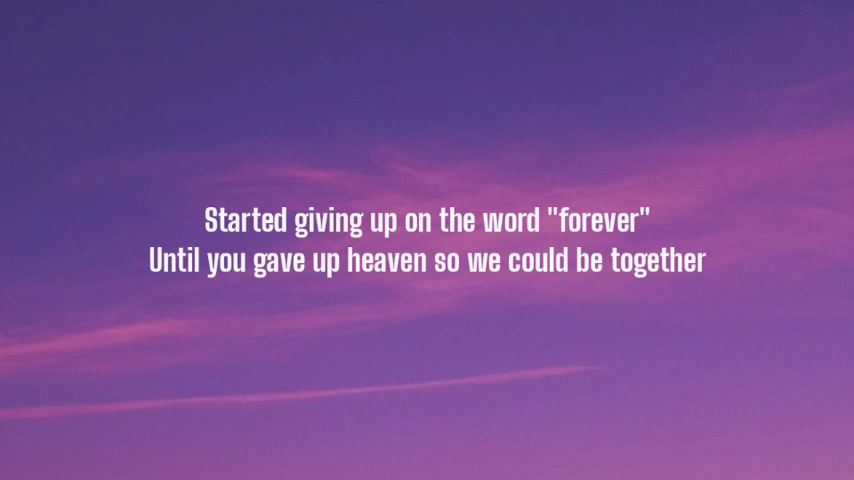 Started giving up on the word "forever"
Until you gave up heaven so we could be together